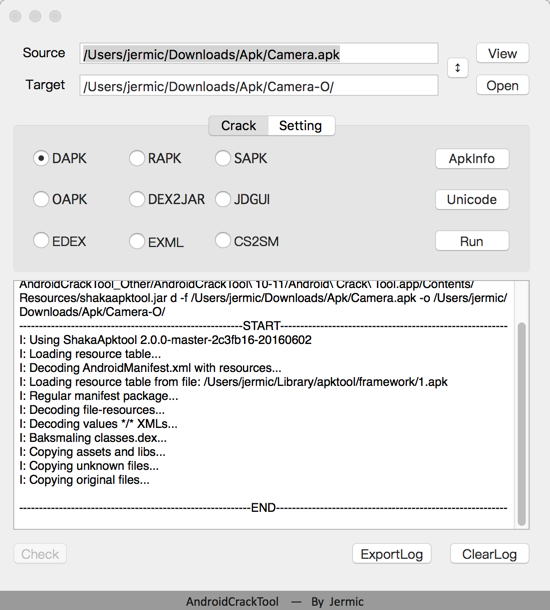 Source /Users/jermic/Downloads/Apk/Camera.apk View
Target /Users/jermic/Downloads/Apk/Camera-O/ Open
Crack Setting
DAPK RAPK SAPK ApkInfo
OAPK DEX2JAR JDGUI Unicode
EDEX EXML CS2SM Run
AndroidCrackTool_Other/AndroidCrackTool\ 10-11/Android\ Crack\ Tool.app/Contents/
Resources/shakaapktool.jar d -f /Users/jermic/Downloads/Apk/Camera.apk -o /Users/jermic/
Downloads/Apk/Camera-O/
--------------------------------------------------------START---------------------------------------------------------
I: Using ShakaApktool 2.0.0-master-2c3fb16-20160602
I: Loading resource table...
I: Decoding AndroidManifest.xml with resources...
I: Loading resource table from file: /Users/jermic/Library/apktool/framework/1.apk
I: Regular manifest package...
I: Decoding file-resources...
I: Decoding values */* XMLs...
I: Baksmaling classes.dex...
I: Copying assets and libs...
I: Copying unknown files...
I: Copying original files...
----------------------------------------------------------END----------------------------------------------------------
Check ExportLog ClearLog
AndroidCrackTool — By Jermic